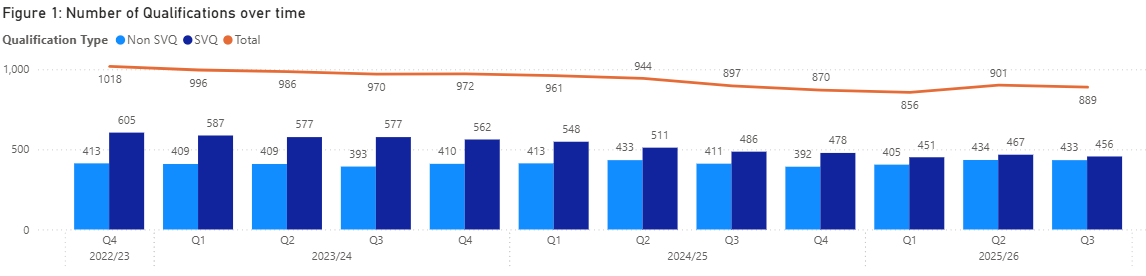 Figure 1: Number of Qualifications over time
Qualification Type Non SVQ SVQ Total
1,000
1018 996 986 970 972 961 944 897 870 856 901 889
500
413 605 409 587 409 577 393 577 410 562 413 548 433 511 411 486 392 478 405 451 434 467 433 456
0
Q4 Q1 Q2 Q3 Q4 Q1 Q2 Q3 Q4 Q1 Q2 Q3
2022/23 2023/24 2024/25 2025/26